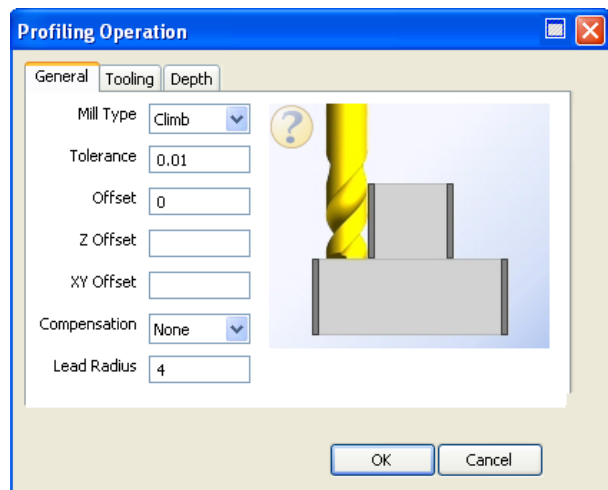 Profiling Operation
General Tooling Depth
Mill Type Climb
Tolerance 0.01
Offset 0
Z Offset
XY Offset
Compensation None
Lead Radius 4
?
OK Cancel